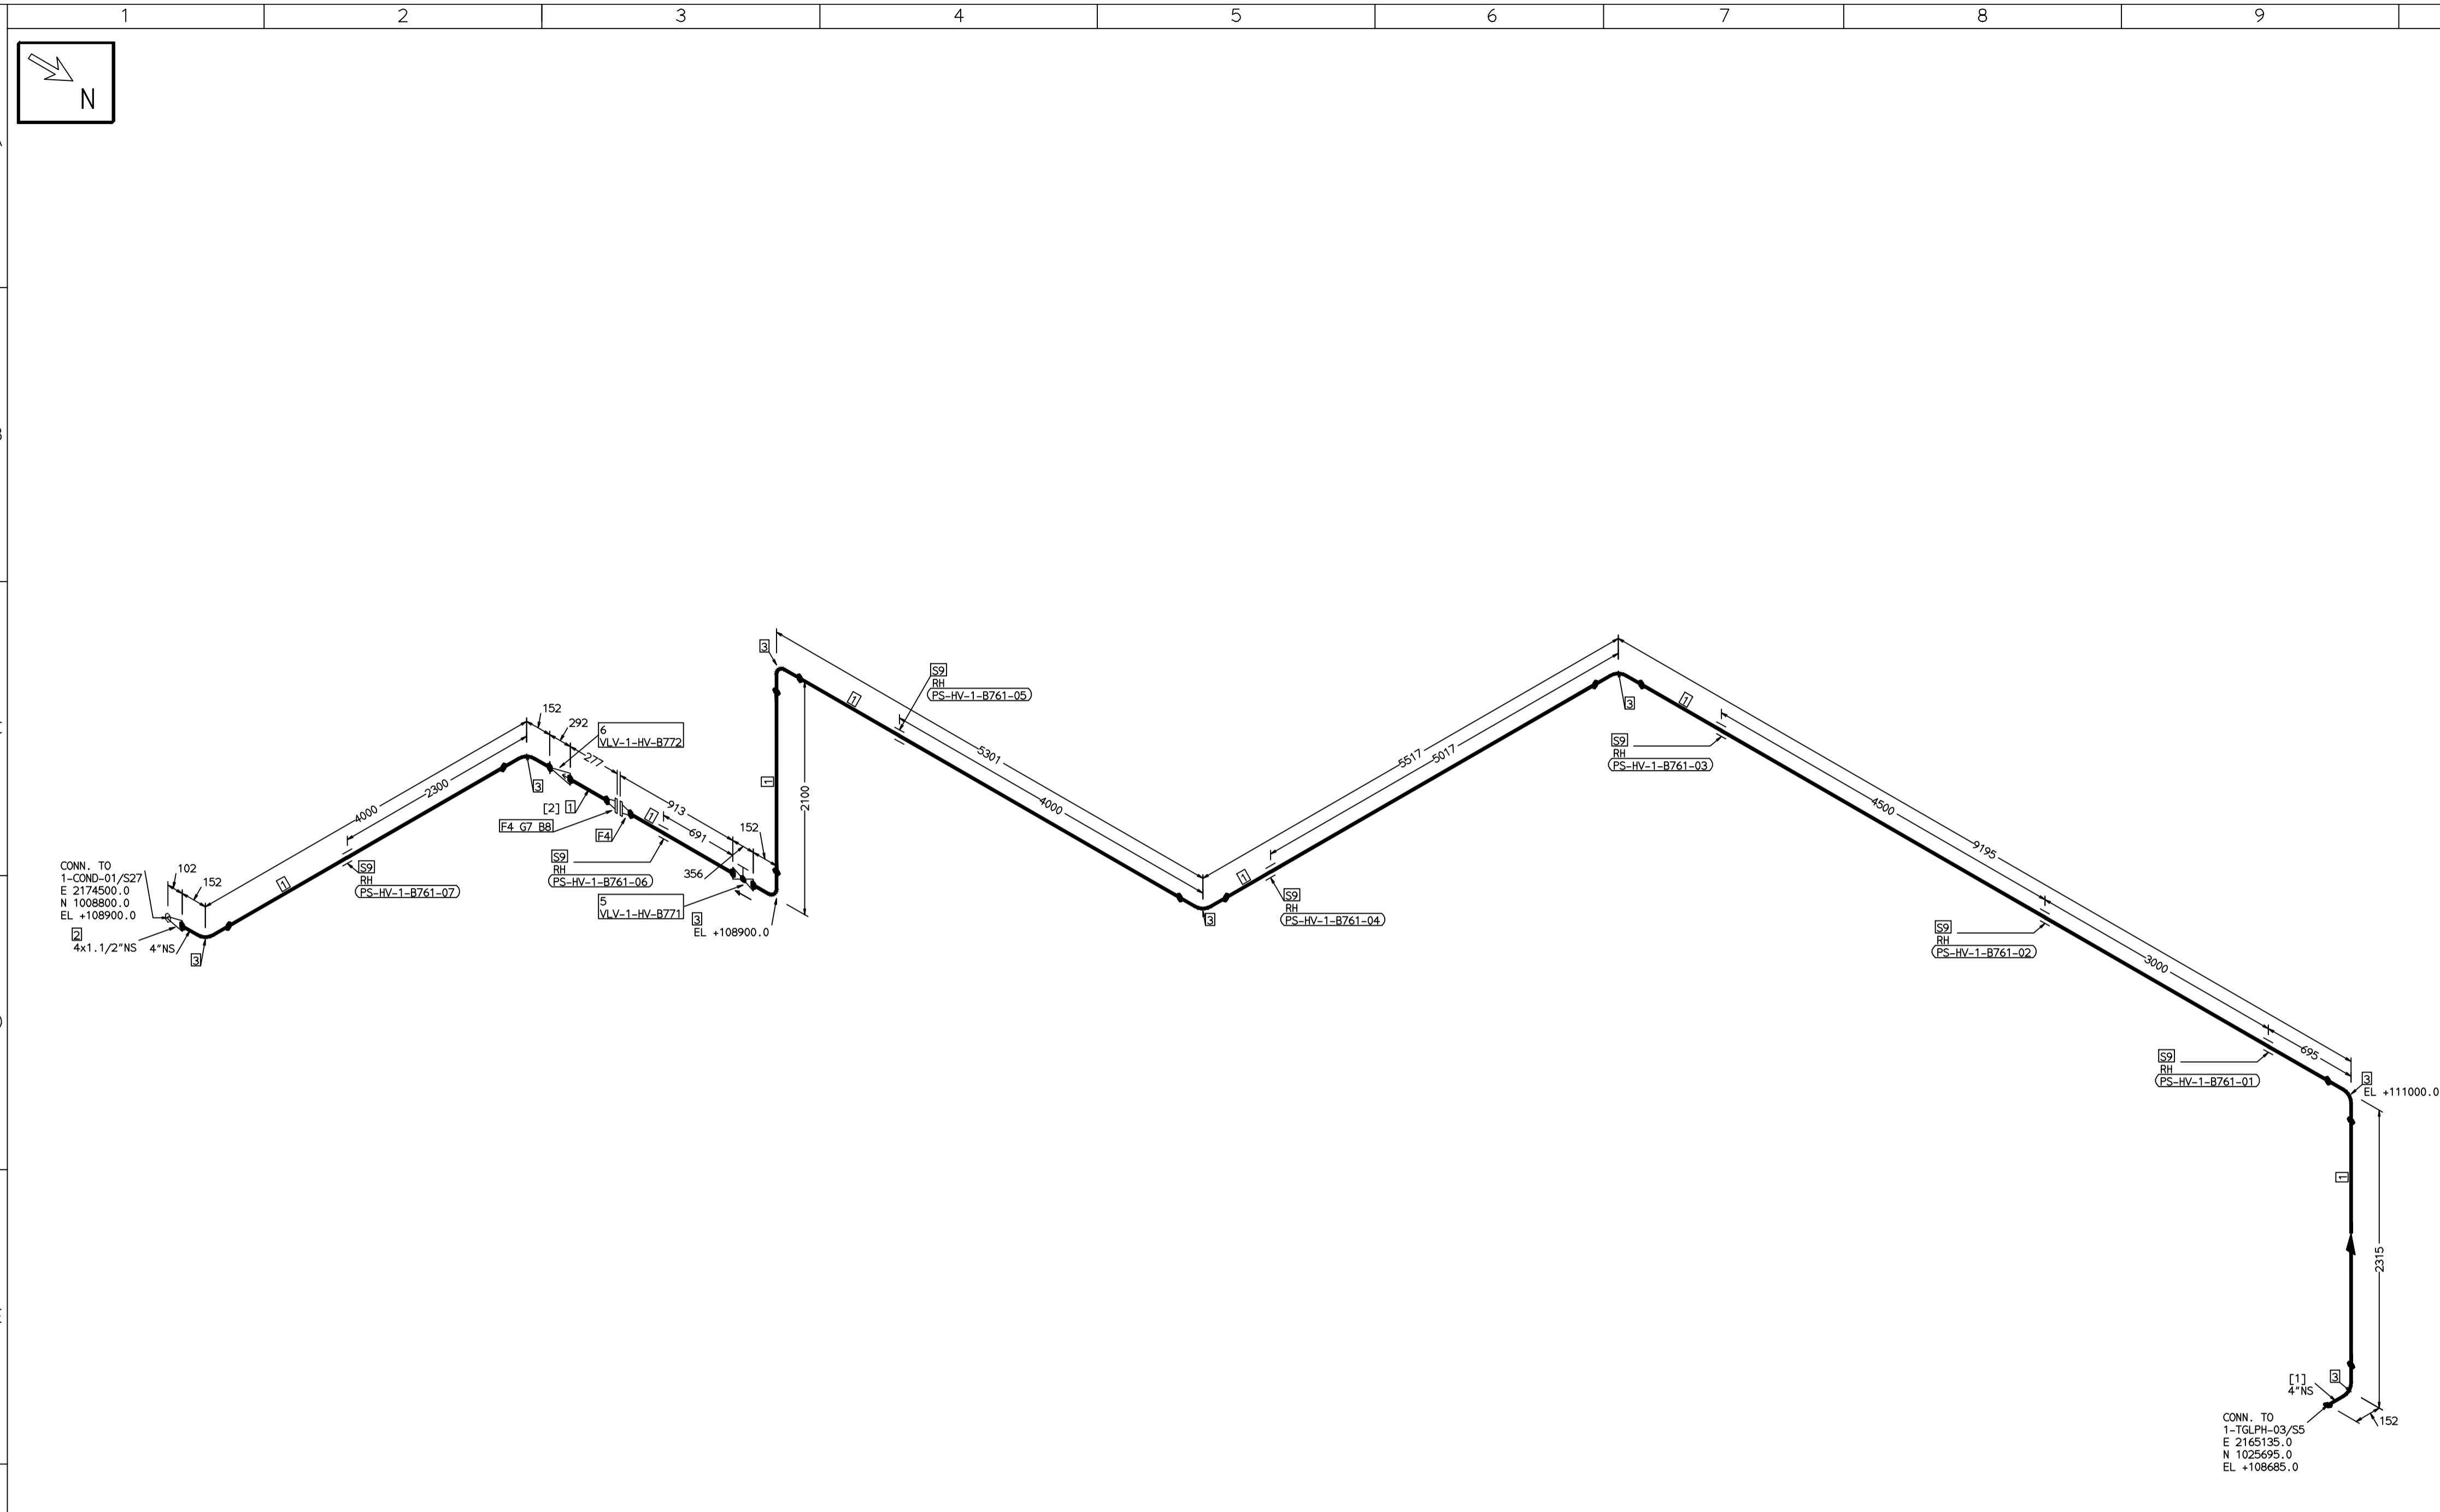 1 2 3 4 5 6 7 8 9
N
3
S9
RH
PS-HV-1-B761-05
3
S9
RH
PS-HV-1-B761-03
1
1
152
292
6
VLV-1-HV-B772
277
5301
4000
2100
1
5517
5017
4500
9195
4000
2300
3
[2] 1
F4 G7 B8
F4
913
1
691
152
356
S9
RH
PS-HV-1-B761-06
5
VLV-1-HV-B771
3
EL +108900.0
CONN. TO
1-COND-01/S27
E 2174500.0
N 1008800.0
EL +108900.0
102
152
2
4x1.1/2"NS
4"NS
3
1
S9
RH
PS-HV-1-B761-07
1
3
S9
RH
PS-HV-1-B761-04
S9
RH
PS-HV-1-B761-02
3000
S9
RH
PS-HV-1-B761-01
695
3
EL +111000.0
1
2315
[1]
4"NS
3
152
CONN. TO
1-TGLPH-03/S5
E 2165135.0
N 1025695.0
EL +108685.0